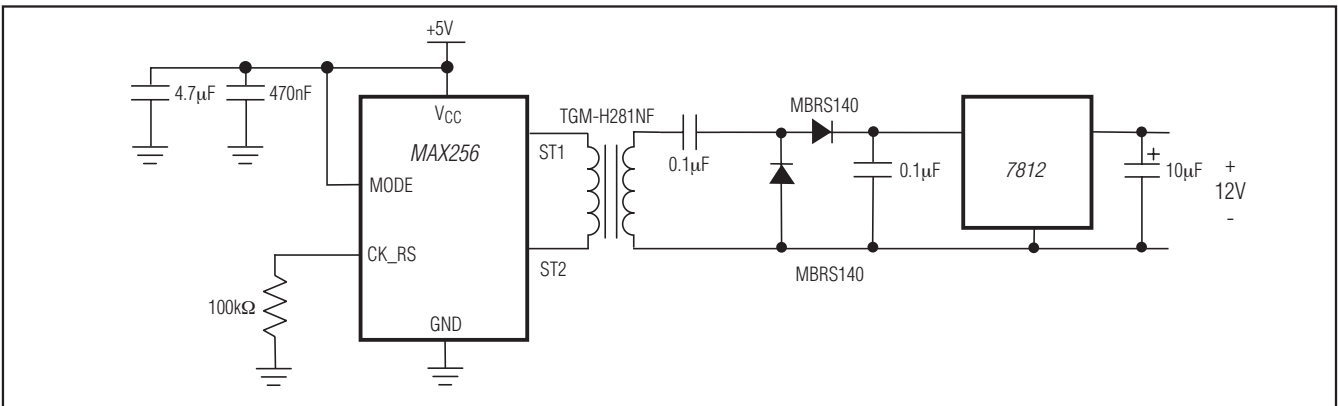 +5V
4.7μF
470nF
VCC
MAX256
MODE
CK_RS
GND
100kΩ
ST1
ST2
TGM-H281NF
0.1μF
MBRS140
0.1μF
MBRS140
7812
+
10μF
+
12V
-